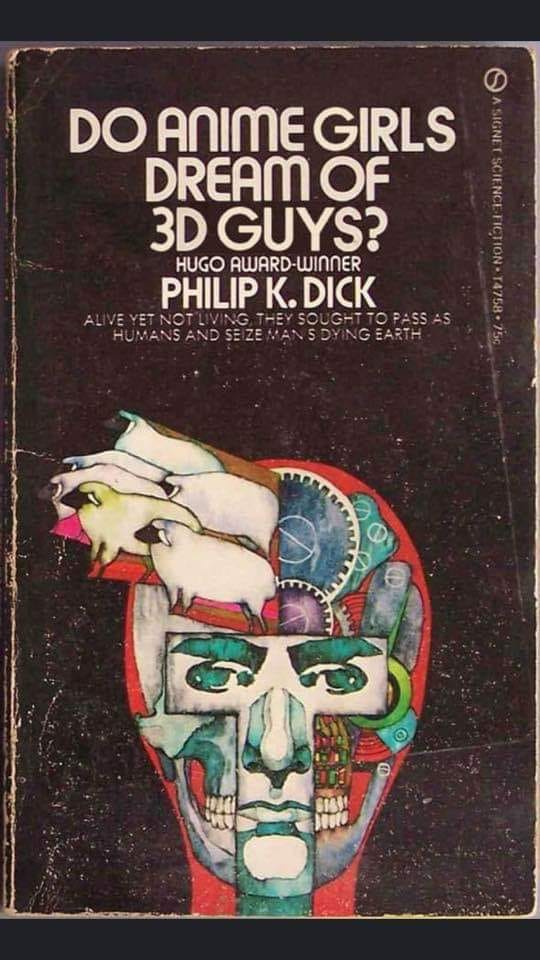 DO ANIME GIRLS
DREAM OF
3D GUYS?
HUGO AWARD-WINNER
PHILIP K. DICK
ALIVE YET NOT LIVING, THEY SOUGHT TO PASS AS
HUMANS AND SEIZE MAN S DYING EARTH
S A SIGNET SCIENCE FICTION • T4758 • 75c